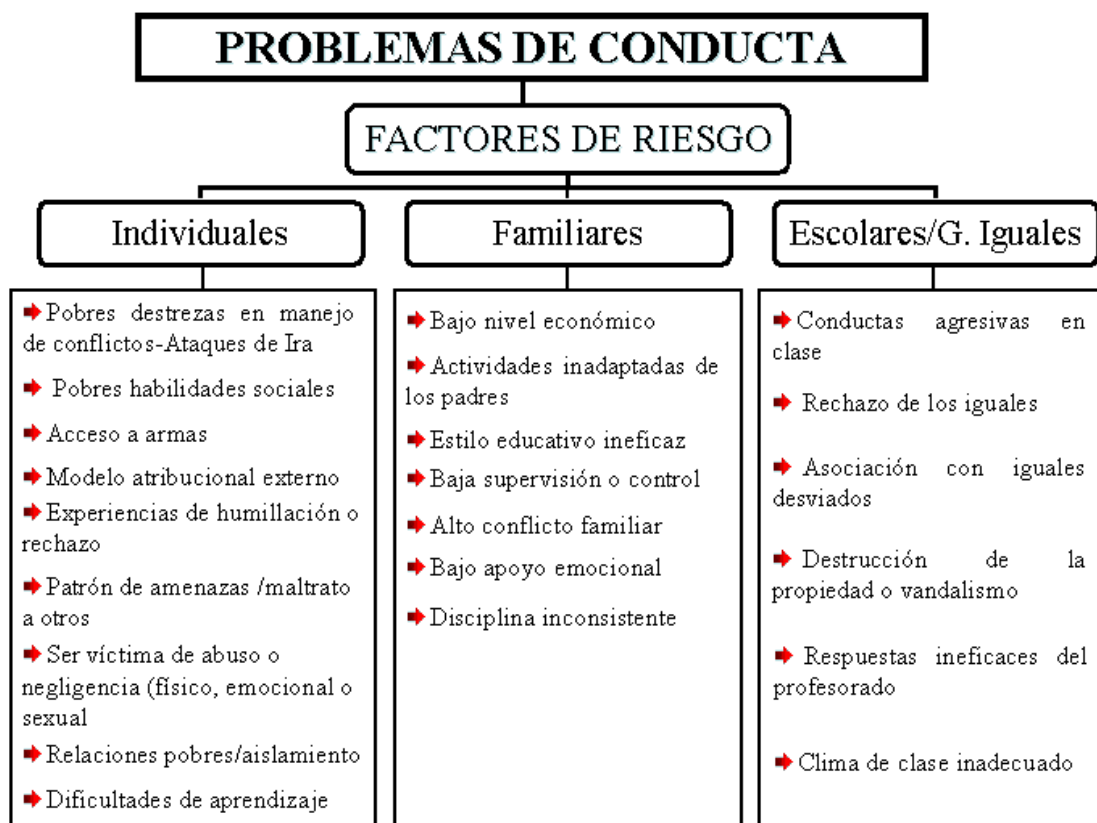 PROBLEMAS DE CONDUCTA
FACTORES DE RIESGO
Individuales
Pobres destrezas en manejo
de conflictos-Ataques de Ira
Pobres habilidades sociales
Acceso a armas
Modelo atribucional externo
Experiencias de humillación o
rechazo
Patrón de amenazas /maltrato
a otros
Ser víctima de abuso o
negligencia (físico, emocional o
sexual
Relaciones pobres/aislamiento
Dificultades de aprendizaje
Familiares
Bajo nivel económico
Actividades inadaptadas de
los padres
Estilo educativo ineficaz
Baja supervisión o control
Alto conflicto familiar
Bajo apoyo emocional
Disciplina inconsistente
Escolares/G. Iguales
Conductas agresivas en
clase
Rechazo de los iguales
Asociación con iguales
desviados
Destrucción de la
propiedad o vandalismo
Respuestas ineficaces del
profesorado
Clima de clase inadecuado